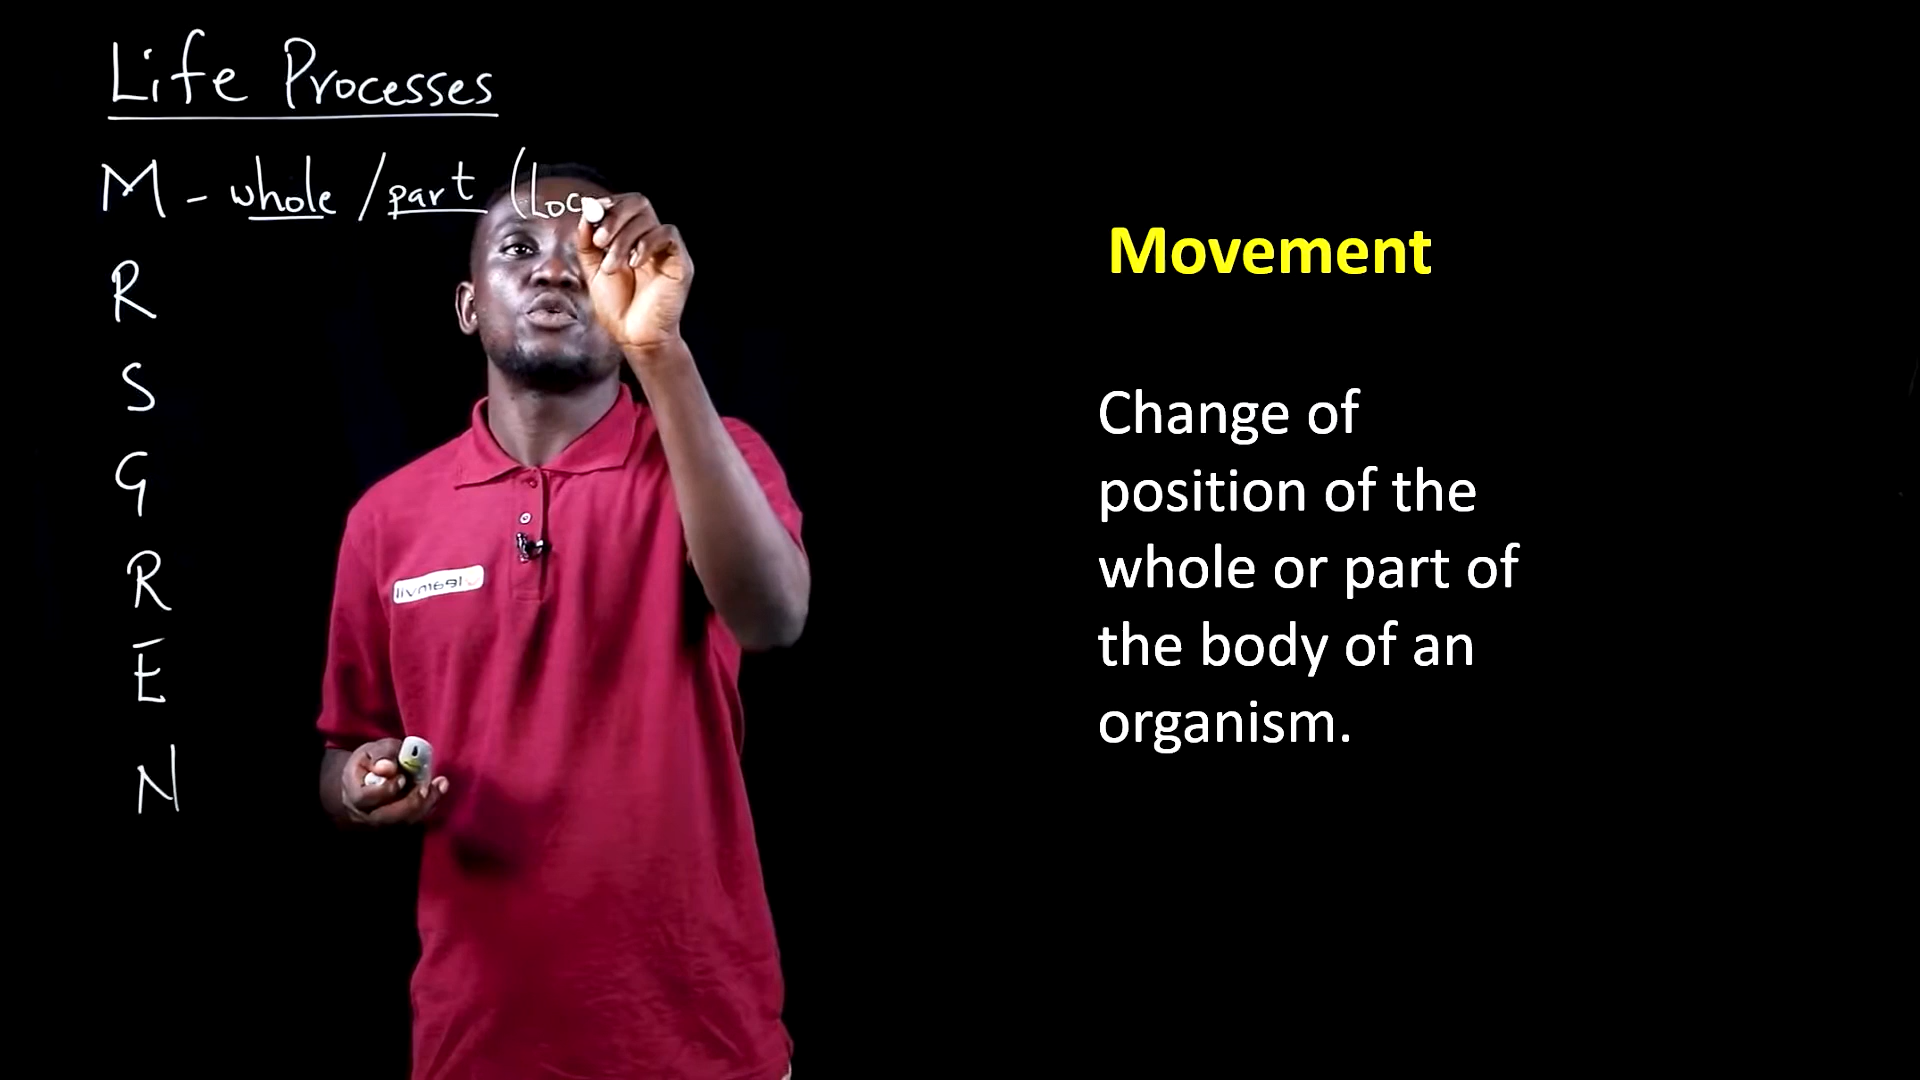 Life Processes
M - whole / part (Loc
R
S
G
R
E
N
Movement
Change of
position of the
whole or part of
the body of an
organism.